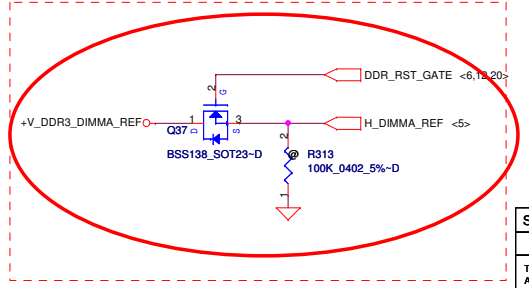 DDR_RST_GATE <6,12,20>
2
G
+V_DDR3_DIMMA_REF
1
3
H_DIMMA_REF <5>
Q37
D
S
BSS138_SOT23~D
2
@
R313
100K_0402_5%~D
1
S
T
A